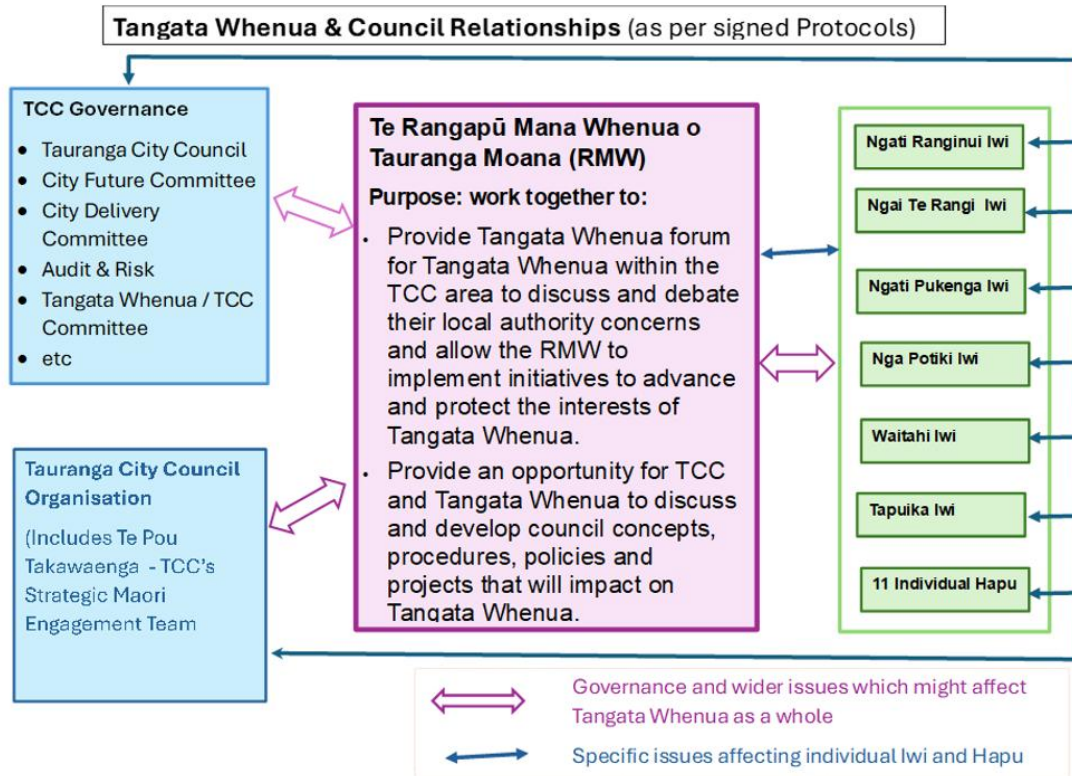 Tangata Whenua & Council Relationships (as per signed Protocols)
TCC Governance
• Tauranga City Council
• City Future Committee
• City Delivery
Committee
• Audit & Risk
• Tangata Whenua / TCC
Committee
• etc
Tauranga City Council
Organisation
(Includes Te Pou
Takawaenga - TCC's
Strategic Maori
Engagement Team
Te Rangapū Mana Whenua o
Tauranga Moana (RMW)
Purpose: work together to:
• Provide Tangata Whenua forum
for Tangata Whenua within the
TCC area to discuss and debate
their local authority concerns
and allow the RMW to
implement initiatives to advance
and protect the interests of
Tangata Whenua.
• Provide an opportunity for TCC
and Tangata Whenua to discuss
and develop council concepts,
procedures, policies and
projects that will impact on
Tangata Whenua.
Ngati Ranginui Iwi
Ngai Te Rangi Iwi
Ngati Pukenga Iwi
Nga Potiki Iwi
Waitahi Iwi
Tapuika Iwi
11 Individual Hapu
Governance and wider issues which might affect
Tangata Whenua as a whole
Specific issues affecting individual Iwi and Hapu